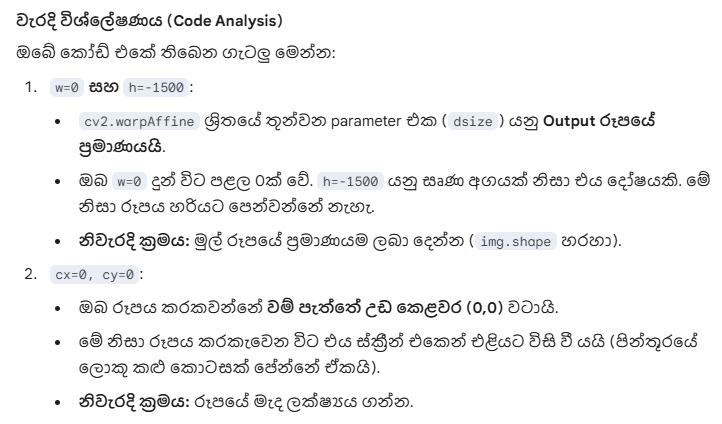 වැරදි විශ්ලේෂණය (Code Analysis)
ඔබේ කෝඩ් එකේ තිබෙන ගැටලු මෙන්න:
1. w=0 සහ h=-1500:
• cv2.warpAffine ශ්‍රිතයේ තුන්වන parameter එක (dsize) යනු Output රූපයේ
ප්‍රමාණයයි.
• ඔබ w=0 දුන් විට පළල 0ක් වේ. h=-1500 යනු සෘණ අගයක් නිසා එය දෝෂයකි. මේ
නිසා රූපය හරියට පෙන්වන්නේ නැහැ.
• නිවැරදි ක්‍රමය: මුල් රූපයේ ප්‍රමාණයම ලබා දෙන්න (img.shape හරහා).
2. cx=0, cy=0:
• ඔබ රූපය කරකවන්නේ වම් පැත්තේ උඩ කෙළවර (0,0) වටායි.
• මේ නිසා රූපය කරකැවෙන විට එය ස්ක්‍රීන් එකෙන් එළියට විසි වී යයි (පින්තූරයේ
ලොකු කළු කොටසක් පේන්නේ ඒකයි).
• නිවැරදි ක්‍රමය: රූපයේ මැද ලක්ෂ්‍යය ගන්න.